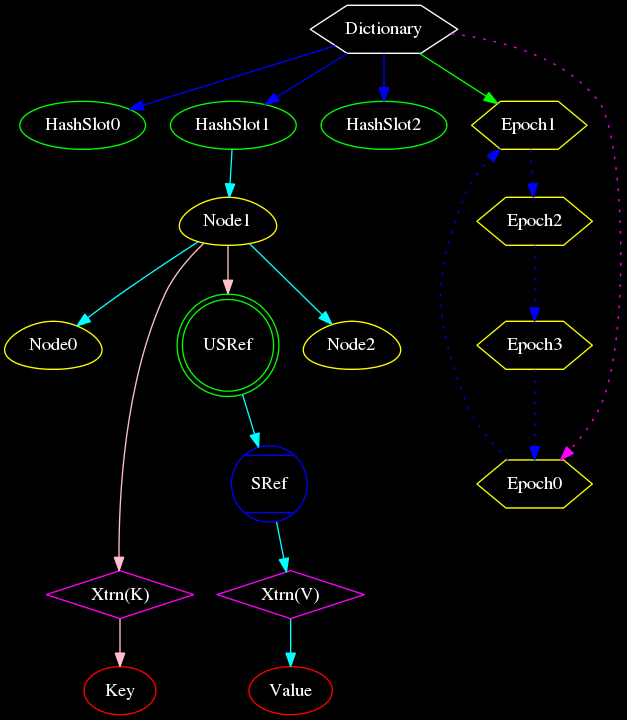 Dictionary
HashSlot0
HashSlot1
HashSlot2
Epoch1
Node1
Epoch2
Node0
USRef
Node2
Epoch3
SRef
Epoch0
Xtrn(K)
Xtrn(V)
Key
Value